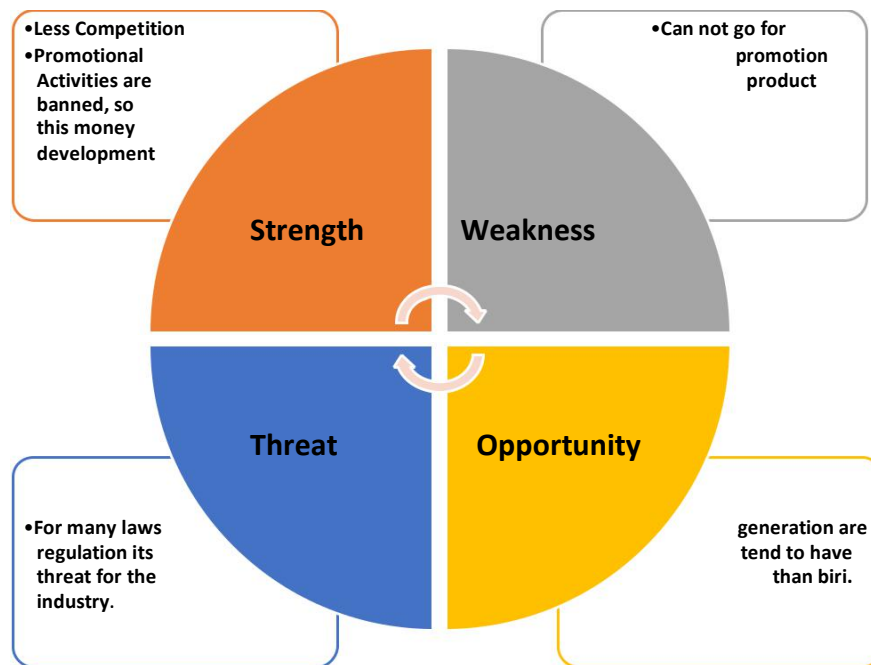 •Less Competition
•Promotional
Activities are
banned, so
this money
development
•Can not go for
promotion
product
Strength
Weakness
Threat
Opportunity
•For many laws
regulation its
threat for the
industry.
generation are
tend to have
than biri.